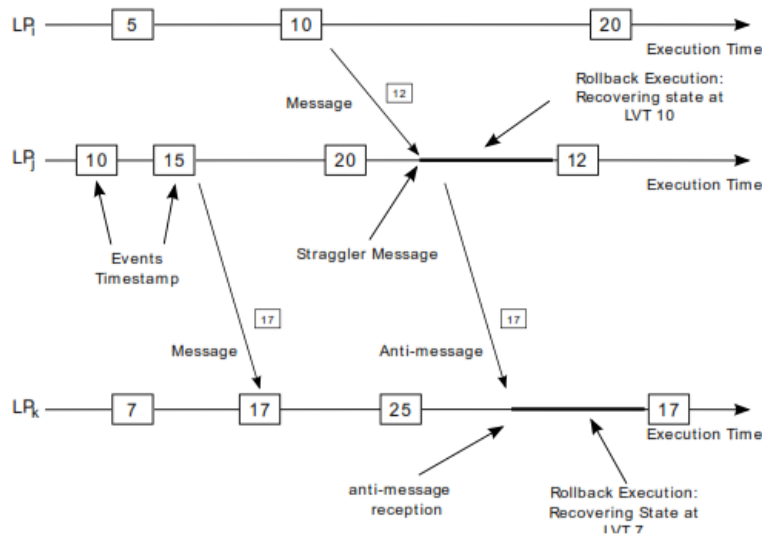 LPi
5
10
20
Execution Time
Message
12
Rollback Execution:
Recovering state at
LVT 10
LPj
10
15
20
12
Execution Time
Events
Timestamp
Straggler Message
17
Message
Anti-message
17
LPk
7
17
25
17
Execution Time
anti-message
reception
Rollback Execution:
Recovering State at
LVT 7